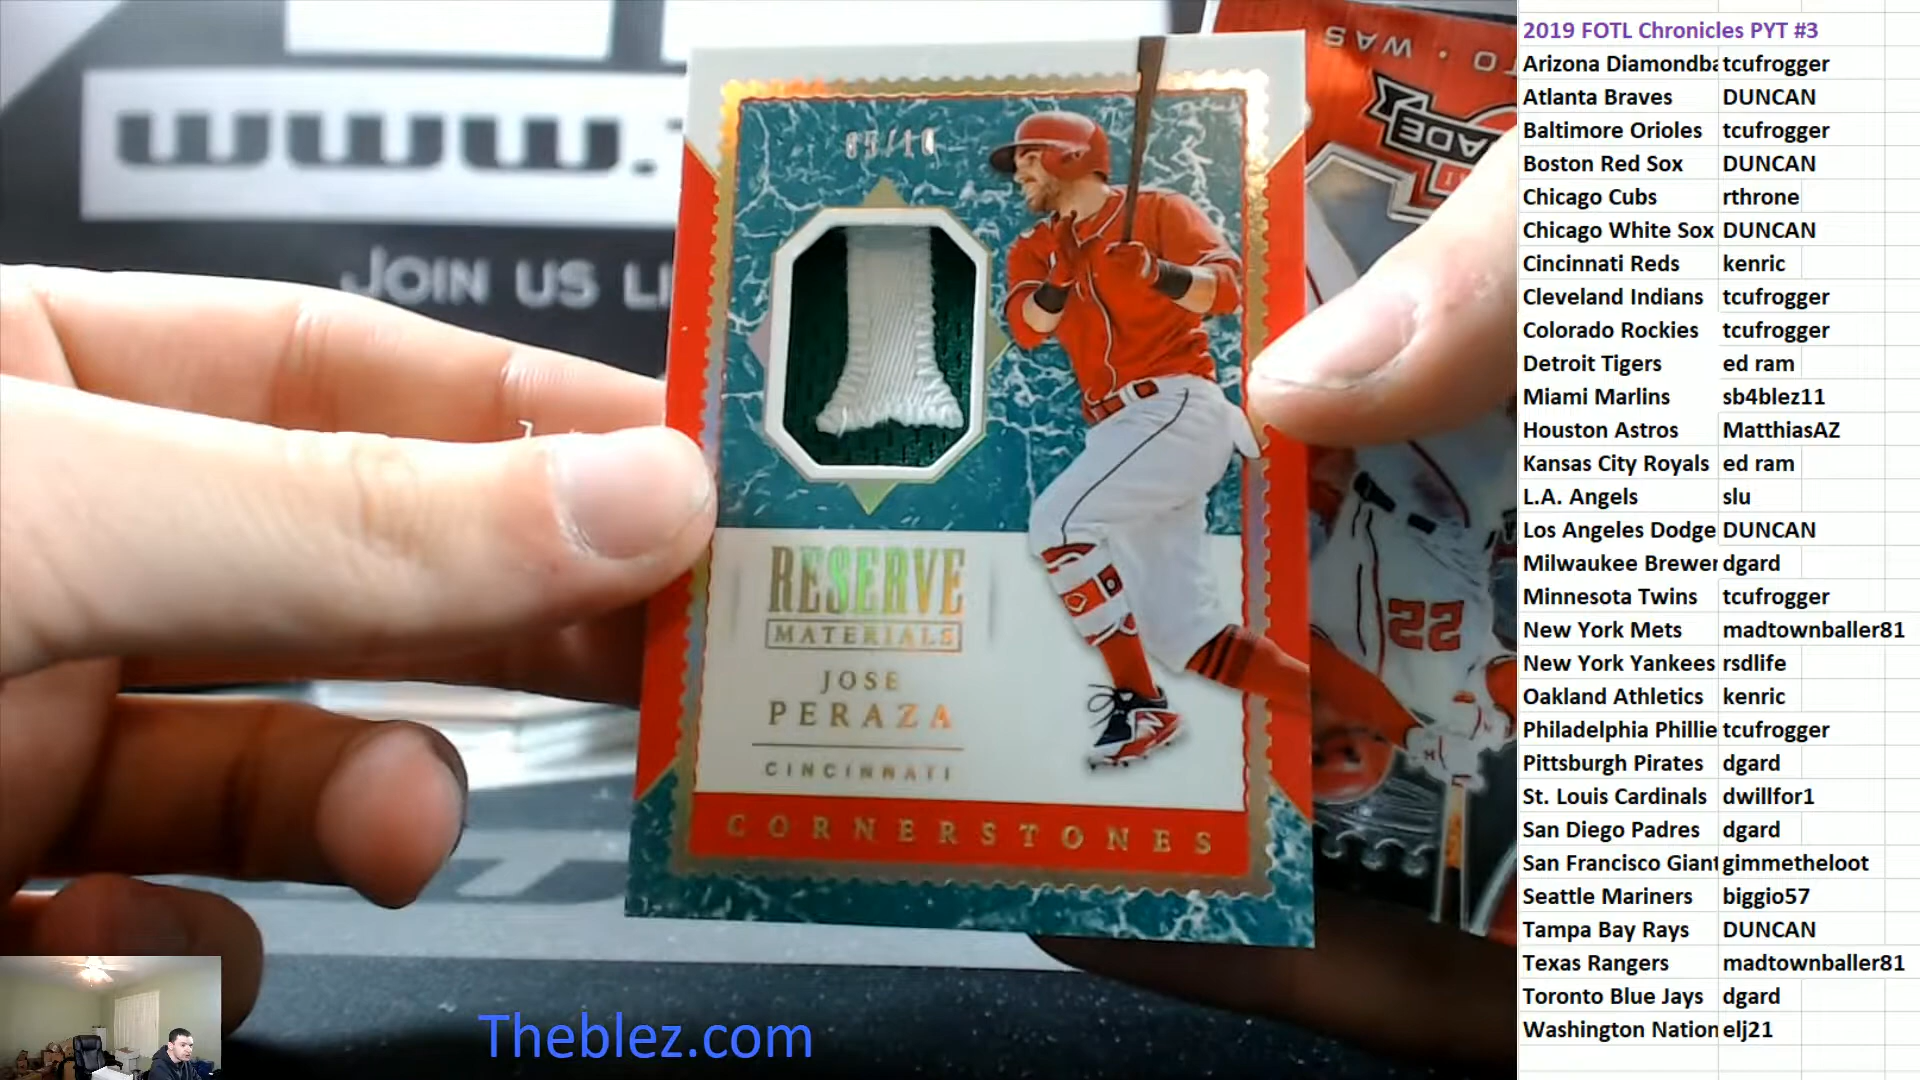 www.
JOIN US LI
TO · WAS
05/10
RESERVE
MATERIALS
JOSE
PERAZA
CINCINNATI
CORNERSTONES
22
Theblez.com
2019 FOTL Chronicles PYT #3
Arizona Diamondba tcufrogger
Atlanta Braves DUNCAN
Baltimore Orioles tcufrogger
Boston Red Sox DUNCAN
Chicago Cubs rthrone
Chicago White Sox DUNCAN
Cincinnati Reds kenric
Cleveland Indians tcufrogger
Colorado Rockies tcufrogger
Detroit Tigers ed ram
Miami Marlins sb4blez11
Houston Astros MatthiasAZ
Kansas City Royals ed ram
L.A. Angels slu
Los Angeles Dodge DUNCAN
Milwaukee Brewer dgard
Minnesota Twins tcufrogger
New York Mets madtownballer81
New York Yankees rsdlife
Oakland Athletics kenric
Philadelphia Phillie tcufrogger
Pittsburgh Pirates dgard
St. Louis Cardinals dwillfor1
San Diego Padres dgard
San Francisco Giant gimmetheloot
Seattle Mariners biggio57
Tampa Bay Rays DUNCAN
Texas Rangers madtownballer81
Toronto Blue Jays dgard
Washington Nation elj21